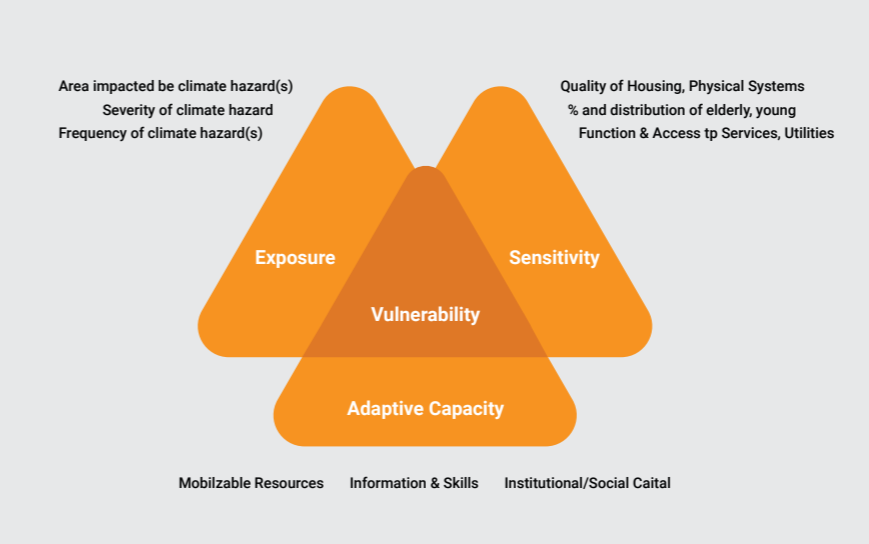 Area impacted be climate hazard(s)
Severity of climate hazard
Frequency of climate hazard(s)
Quality of Housing, Physical Systems
% and distribution of elderly, young
Function & Access tp Services, Utilities
Exposure
Sensitivity
Vulnerability
Adaptive Capacity
Mobilzable Resources Information & Skills Institutional/Social Caital